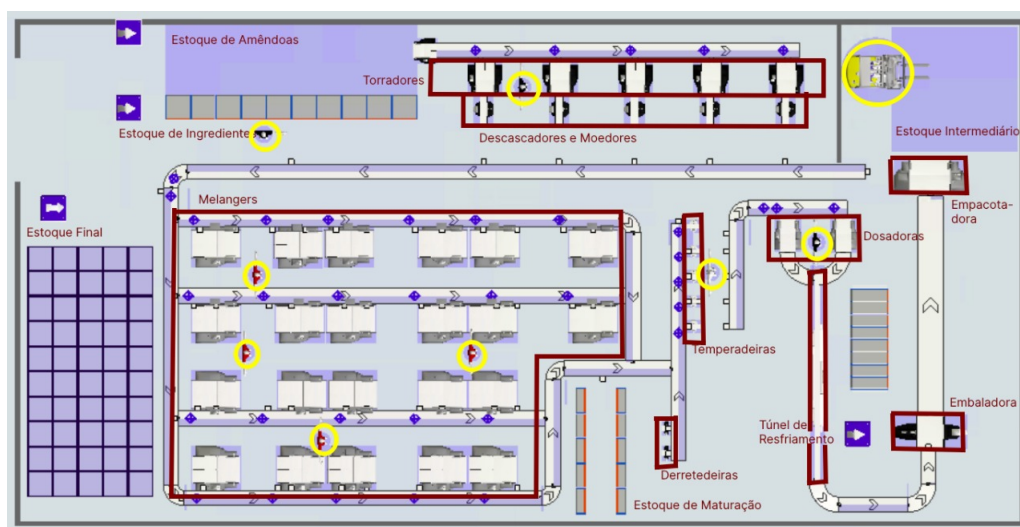 Estoque de Amêndoas
Torradores
Estoque de Ingrediente
Descascadores e Moedores
Estoque Intermediário
Melangers
Estoque Final
Empacota-
dora
Dosadoras
Temperadeiras
Túnel de
Resfriamento
Embaladora
Derretedeiras
Estoque de Maturação